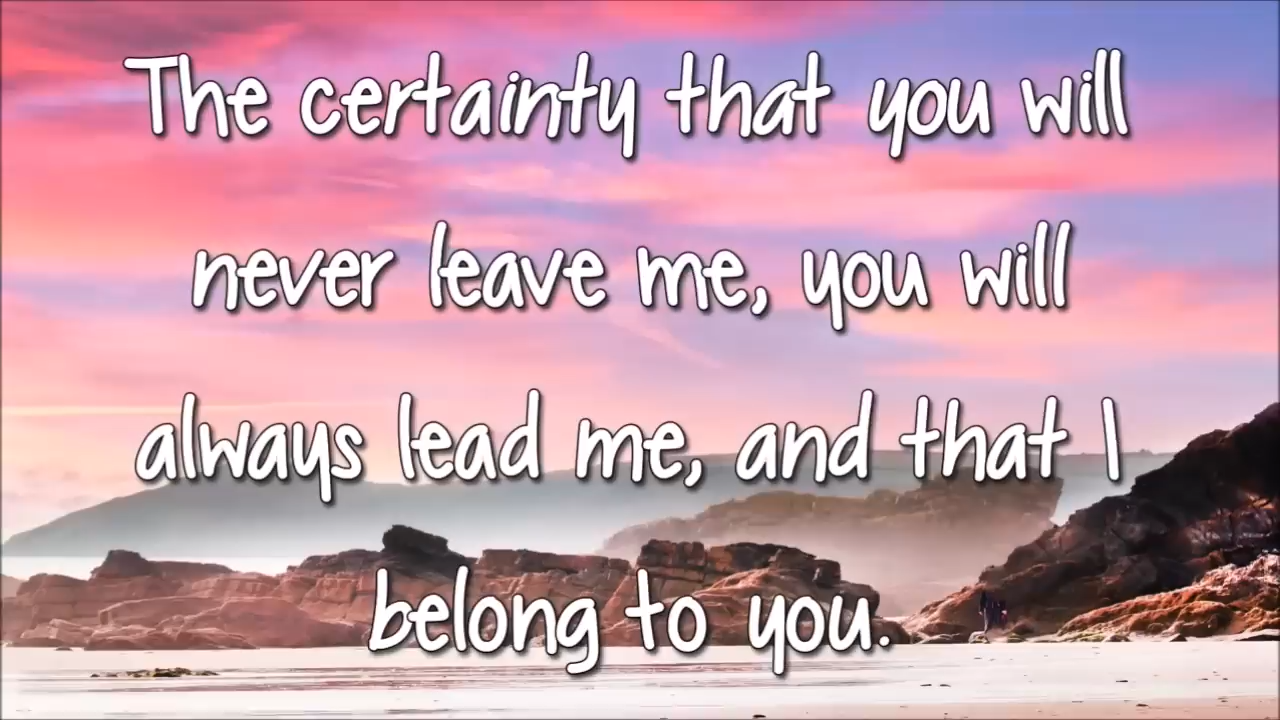 The certainty that you will
never leave me, you will
always lead me, and that I
belong to you.